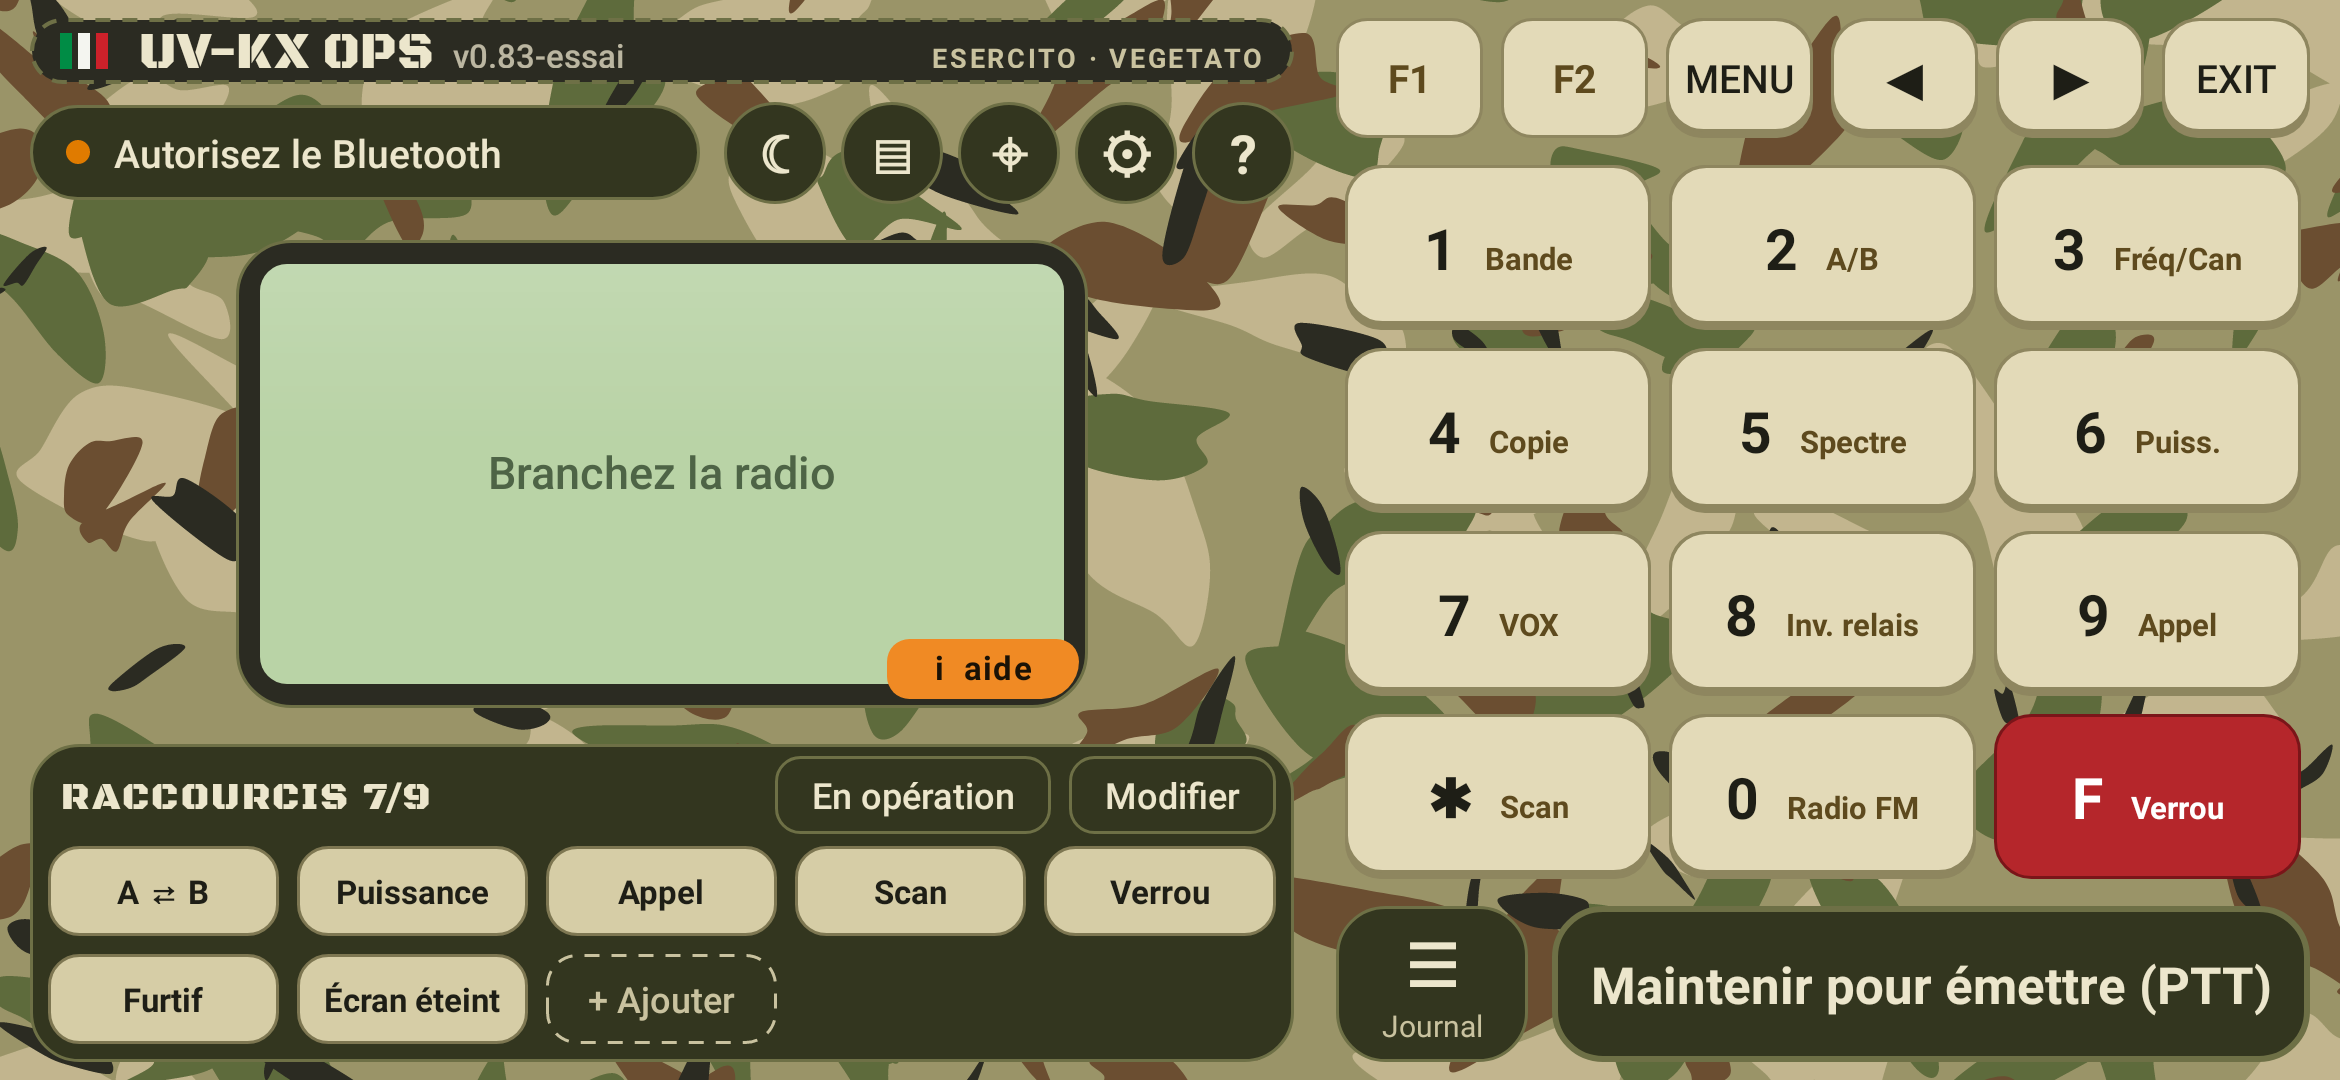 UV-KX OPS v0.83-essai ESERCITO · VEGETATO
Autorisez le Bluetooth
?
Branchez la radio
i aide
RACCOURCIS 7/9
En opération
Modifier
A ⇄ B
Puissance
Appel
Scan
Verrou
Furtif
Écran éteint
+ Ajouter
F1
F2
MENU
◀
▶
EXIT
1 Bande
2 A/B
3 Fréq/Can
4 Copie
5 Spectre
6 Puiss.
7 VOX
8 Inv. relais
9 Appel
✱ Scan
0 Radio FM
F Verrou
Journal
Maintenir pour émettre (PTT)